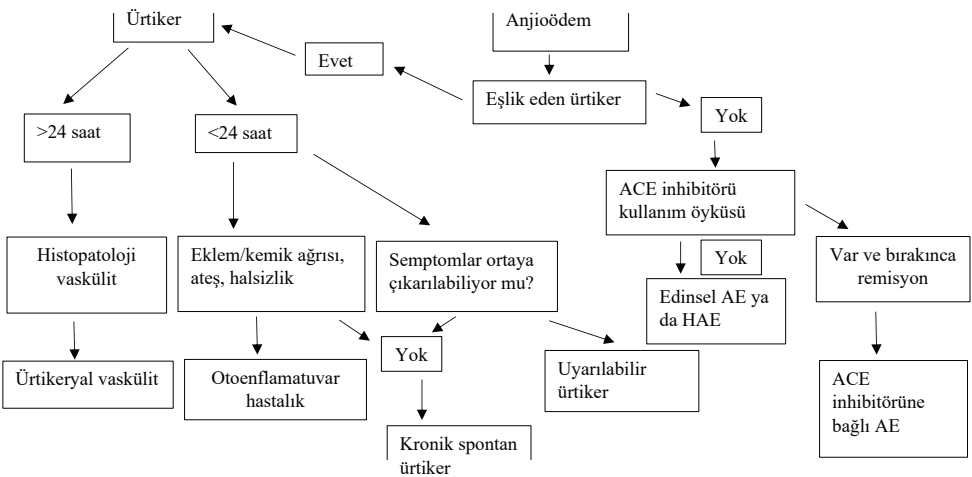 Ürtiker
Anjioödem
Evet
Eşlik eden ürtiker
Yok
>24 saat
<24 saat
ACE inhibitörü
kullanım öyküsü
Histopatoloji
vaskülit
Eklem/kemik ağrısı,
ateş, halsizlik
Semptomlar ortaya
çıkarılabiliyor mu?
Yok
Var ve bırakınca
remisyon
Edinsel AE ya
da HAE
Yok
Ürtikeryal vaskülit
Otoenflamatuvar
hastalık
Uyarılabilir
ürtiker
ACE
inhibitörüne
bağlı AE
Kronik spontan
ürtiker